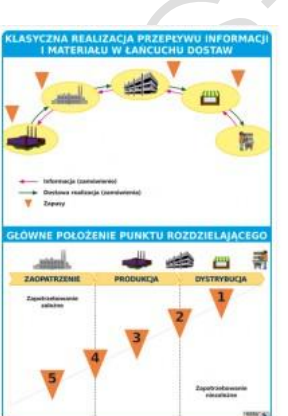 KLASYCZNA REALIZACJA PRZEPŁYWU INFORMACJI
I MATERIAŁU W ŁAŃCUCHU DOSTAW
Informacja (zamówienie)
Dostawa realizacja (zamówienia)
Zapasy
GŁÓWNE POŁOŻENIE PUNKTU ROZDZIELAJĄCEGO
ZAOPATRZENIE PRODUKCJA DYSTRYBUCJA
Zapotrzebowanie
zależne
1
2
3
4
5
Zapotrzebowanie
niezależne